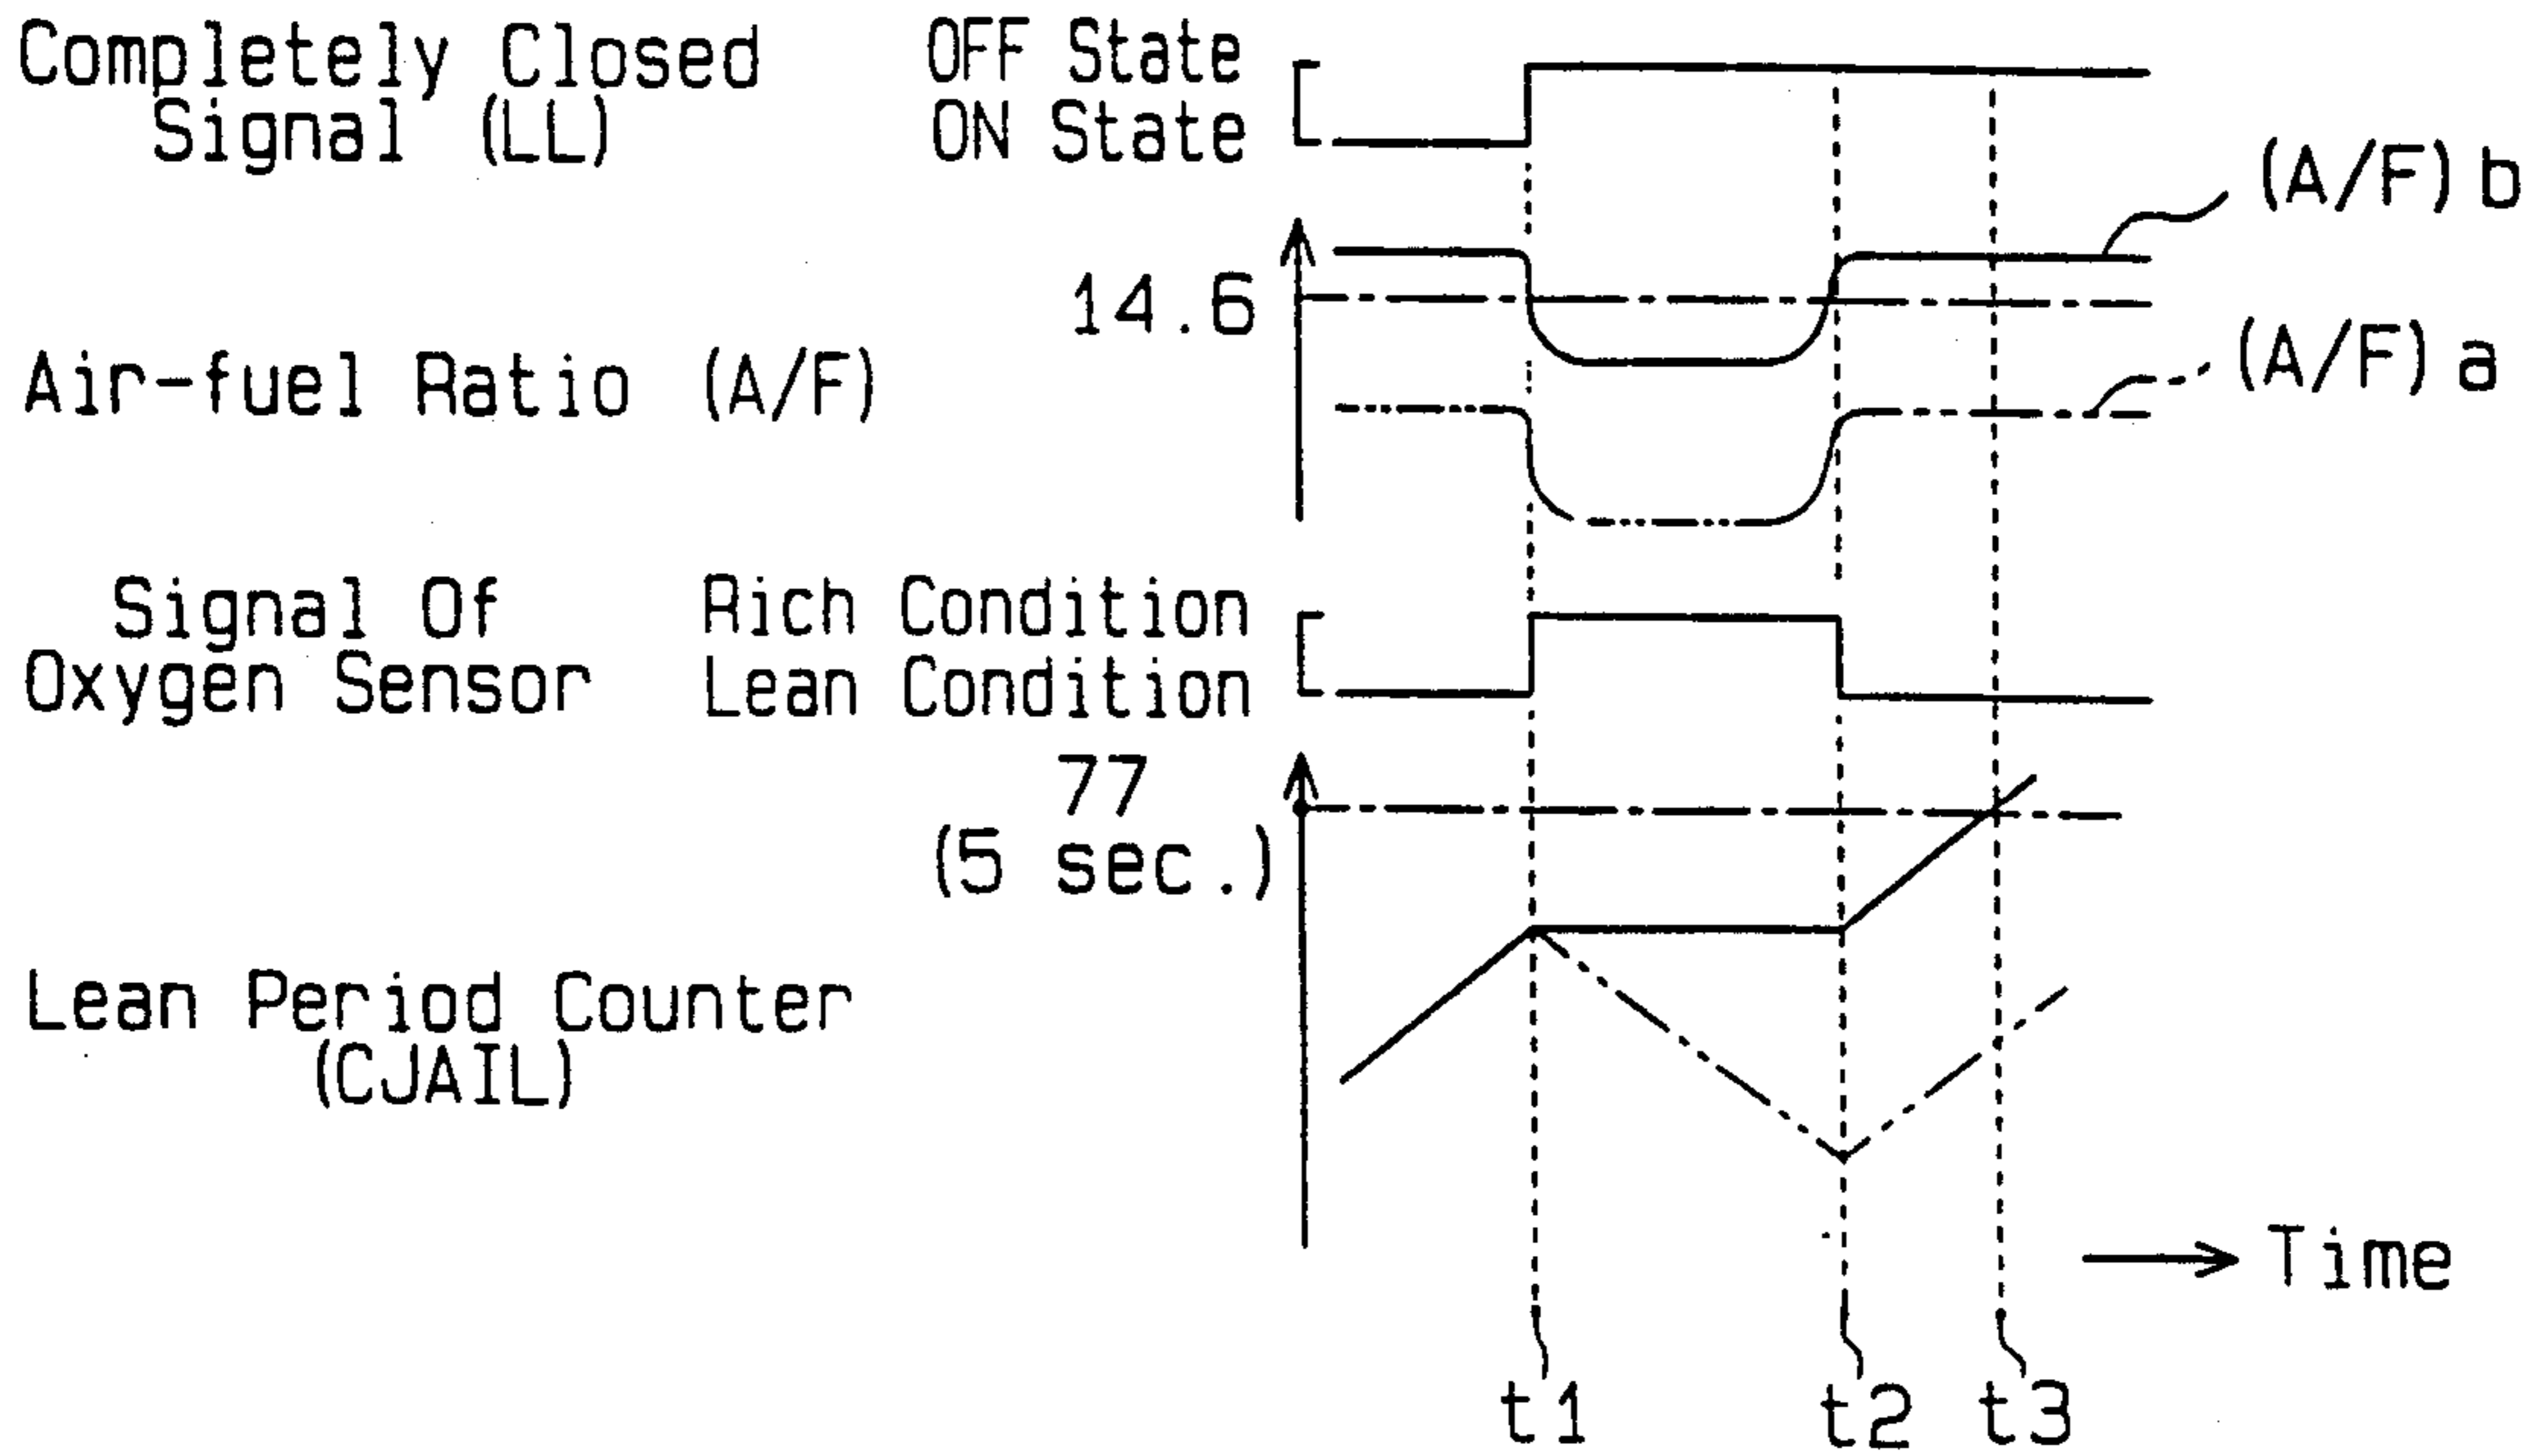 Completely Closed
Signal (LL)
OFF State
ON State
(A/F) b
14.6
Air-fuel Ratio (A/F)
(A/F) a
Signal Of
Oxygen Sensor
Rich Condition
Lean Condition
77
(5 sec.)
Lean Period Counter
(CJAIL)
Time
t1
t2
t3